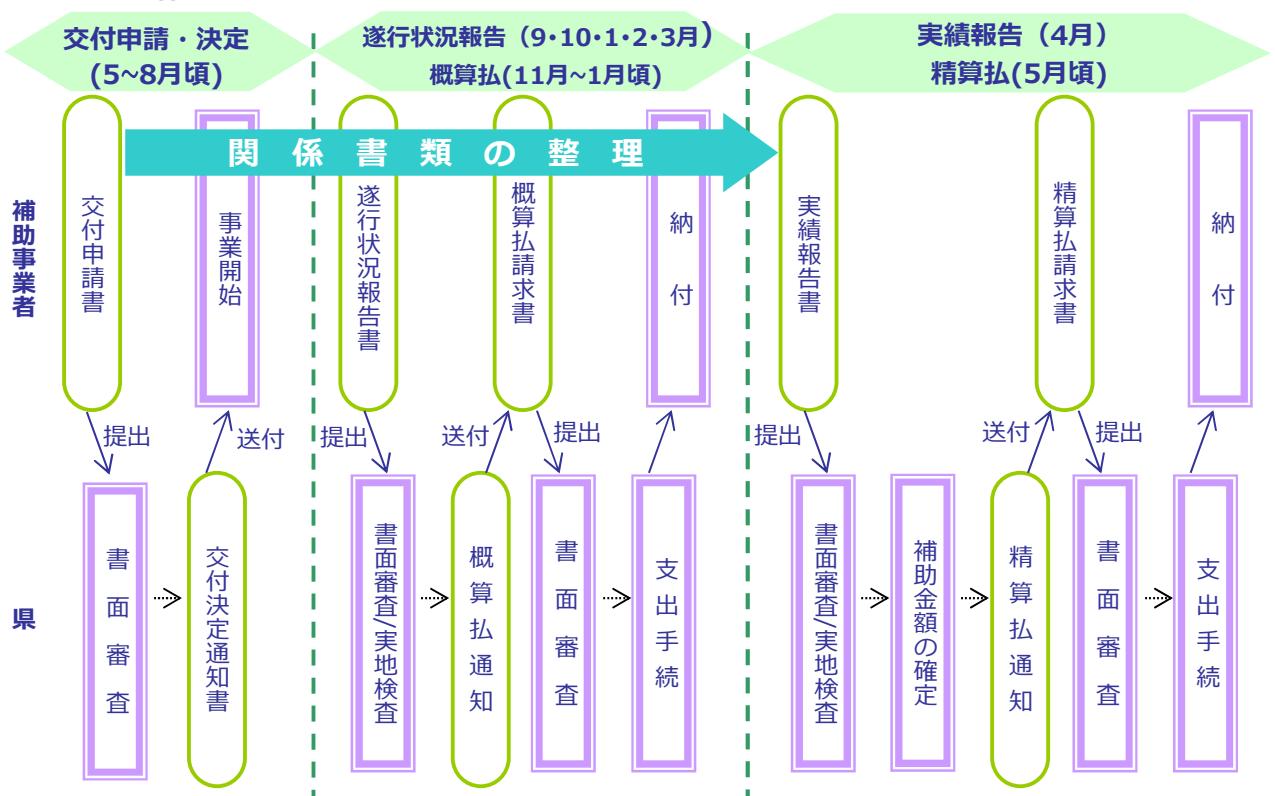 交付申請・決定
(5~8月頃)
遂行状況報告（9・10・1・2・3月）
概算払(11月~1月頃)
実績報告（4月）
精算払(5月頃)
関係書類の整理
補助事業者
交付申請書
事業開始
遂行状況報告書
概算払請求書
納付
実績報告書
精算払請求書
納付
提出
送付
提出
送付
提出
提出
送付
提出
県
書面審査
交付決定通知書
書面審査/実地検査
概算払通知
書面審査
支出手続
書面審査/実地検査
補助金額の確定
精算払通知
書面審査
支出手続